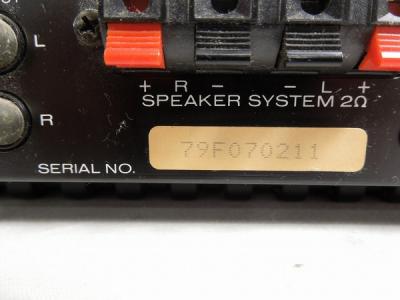 L
R
+ R − − L +
SPEAKER SYSTEM 2Ω
79F070211
SERIAL NO.